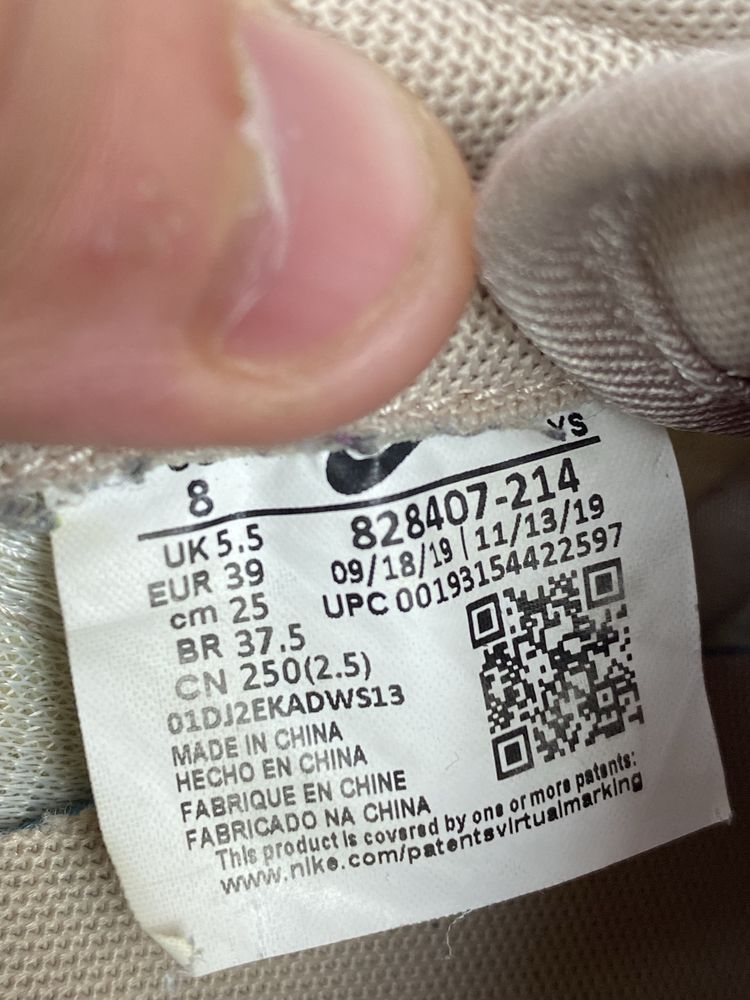 8
YS
UK 5.5
EUR 39
cm 25
BR 37.5
CN 250(2.5)
01DJ2EKADWS13
828407-214
09/18/19 | 11/13/19
UPC 00193154422597
MADE IN CHINA
HECHO EN CHINA
FABRIQUE EN CHINE
FABRICADO NA CHINA
This product is covered by one or more patents:
www.nike.com/patentsvirtualmarking